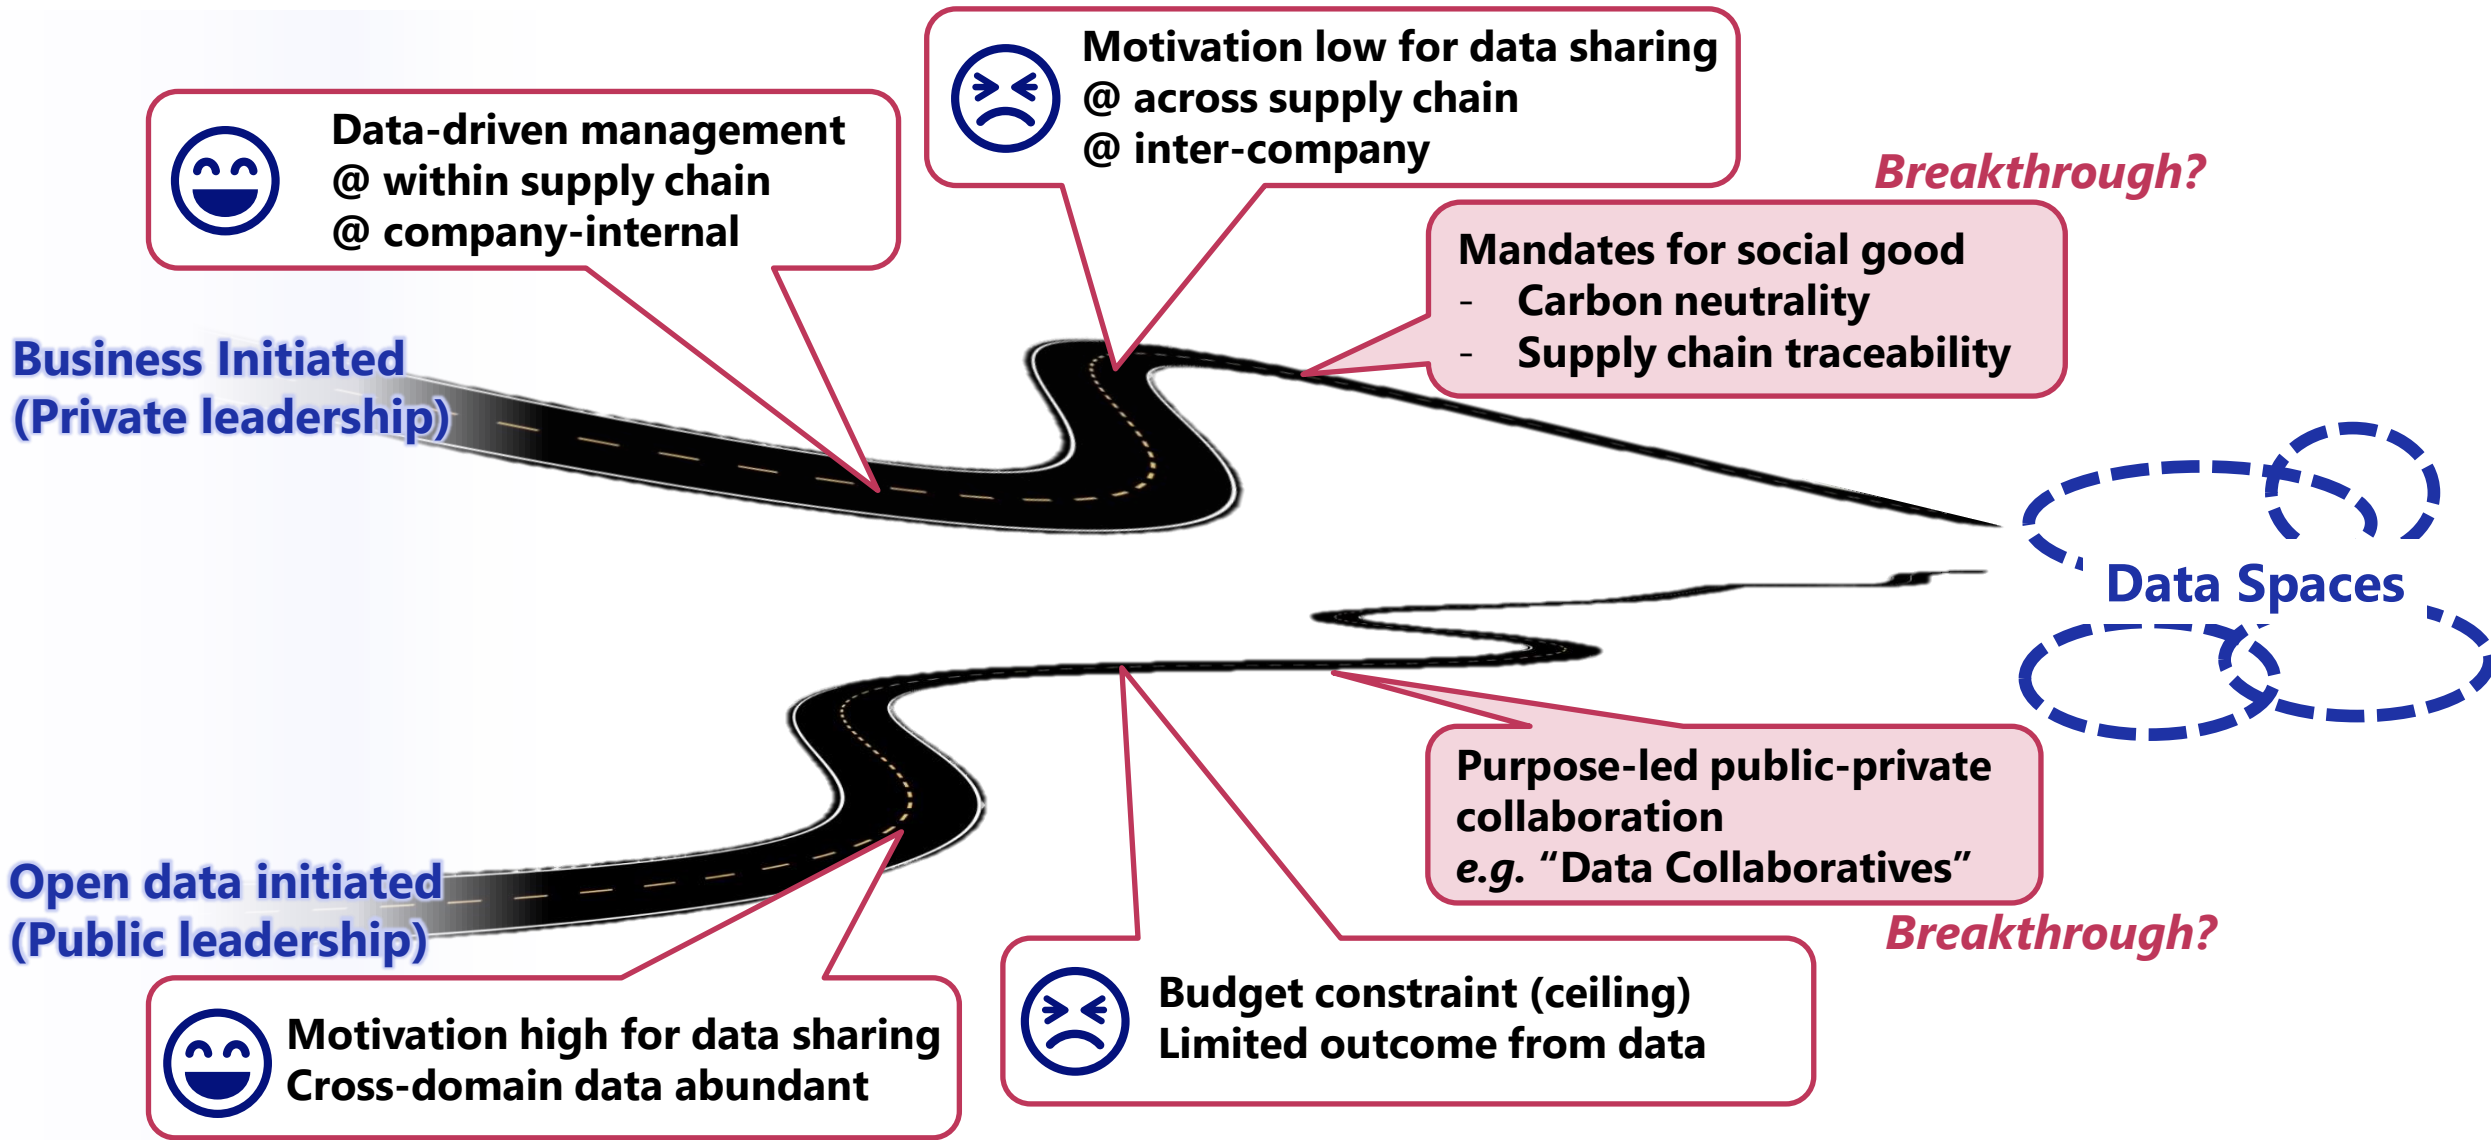 Motivation low for data sharing
@ across supply chain
@ inter-company
Data-driven management
@ within supply chain
@ company-internal
Breakthrough?
Mandates for social good
- Carbon neutrality
- Supply chain traceability
Business Initiated
(Private leadership)
Data Spaces
Purpose-led public-private
collaboration
e.g. “Data Collaboratives”
Breakthrough?
Open data initiated
(Public leadership)
Budget constraint (ceiling)
Limited outcome from data
Motivation high for data sharing
Cross-domain data abundant